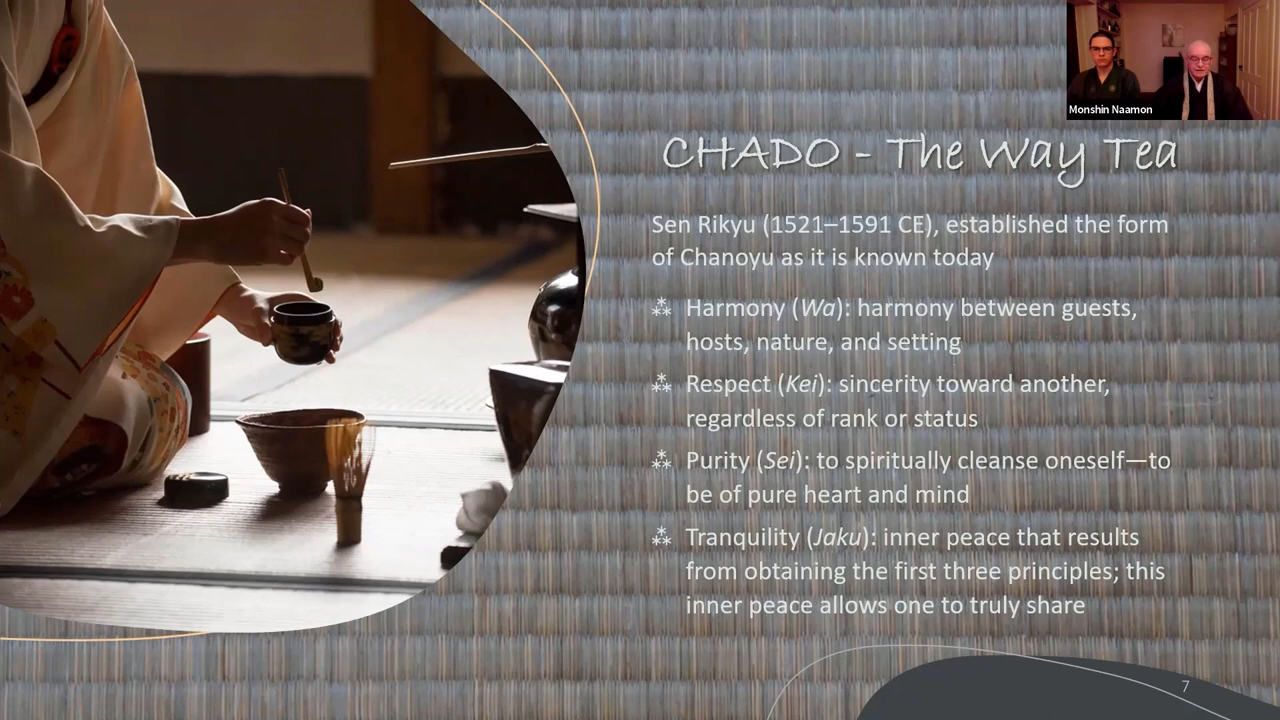 Monshin Naamon
CHADO - The Way Tea
Sen Rikyu (1521–1591 CE), established the form
of Chanoyu as it is known today
⁂ Harmony (Wa): harmony between guests,
hosts, nature, and setting
⁂ Respect (Kei): sincerity toward another,
regardless of rank or status
⁂ Purity (Sei): to spiritually cleanse oneself—to
be of pure heart and mind
⁂ Tranquility (Jaku): inner peace that results
from obtaining the first three principles; this
inner peace allows one to truly share
7